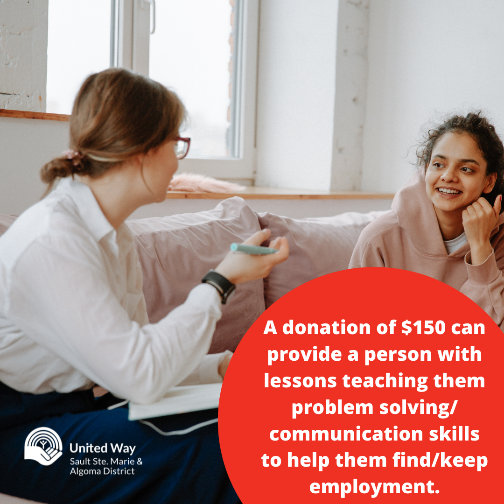 A donation of $150 can
provide a person with
lessons teaching them
problem solving/
communication skills
to help them find/keep
employment.
United Way
Sault Ste. Marie &
Algoma District